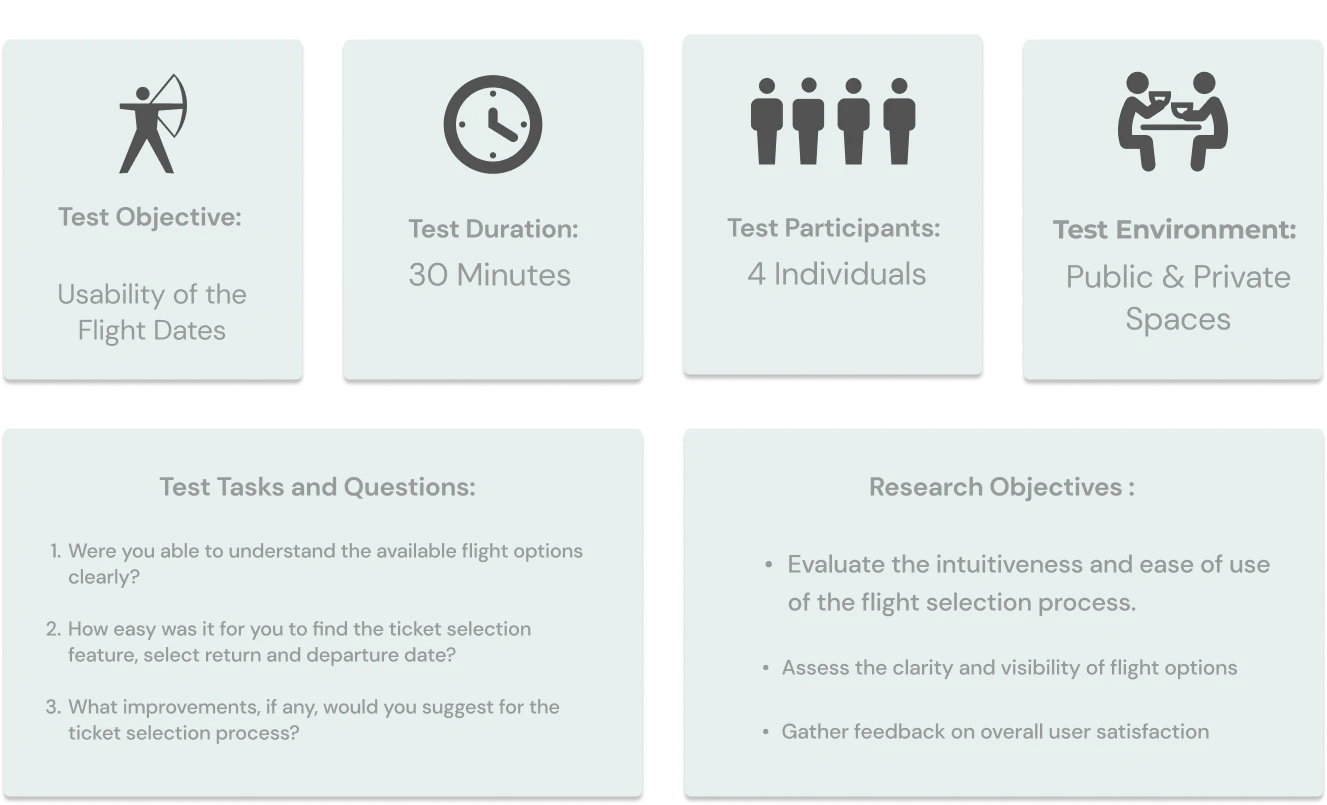 Test Objective:
Usability of the
Flight Dates
Test Duration:
30 Minutes
Test Participants:
4 Individuals
Test Environment:
Public & Private
Spaces
Test Tasks and Questions:
1. Were you able to understand the available flight options
clearly?
2. How easy was it for you to find the ticket selection
feature, select return and departure date?
3. What improvements, if any, would you suggest for the
ticket selection process?
Research Objectives :
• Evaluate the intuitiveness and ease of use
of the flight selection process.
• Assess the clarity and visibility of flight options
• Gather feedback on overall user satisfaction